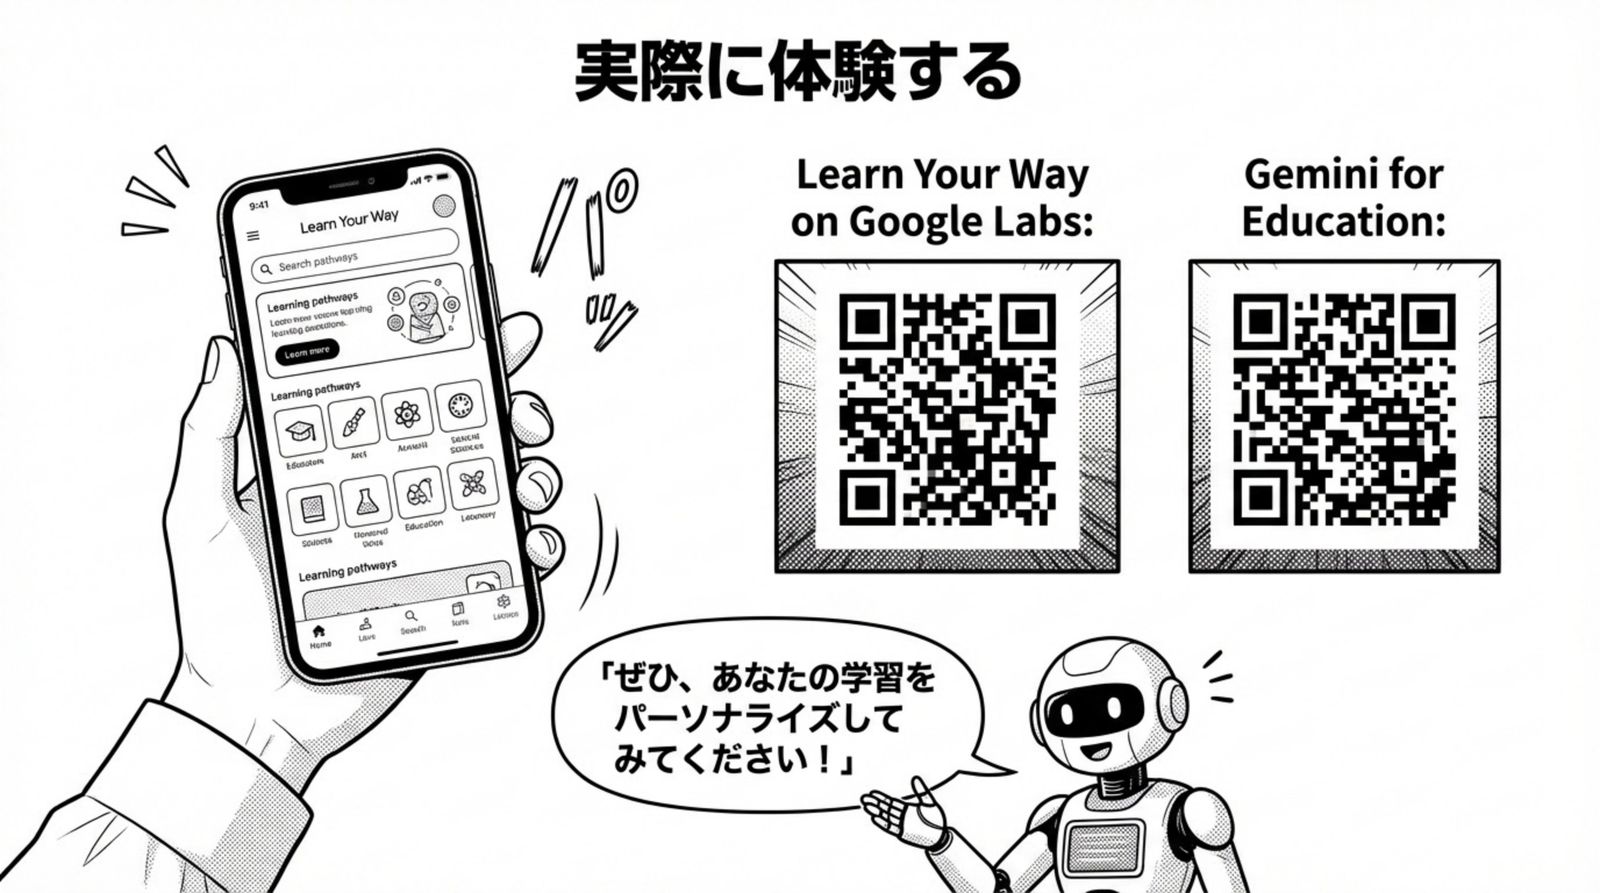 実際に体験する
9:41
Learn Your Way
Search pathways
Learning pathways
Learn more
Learning pathways
Arts
Education
Learning pathways
Home
パッ
Learn Your Way
on Google Labs:
Gemini for
Education:
「ぜひ、あなたの学習を
パーソナライズして
みてください！」